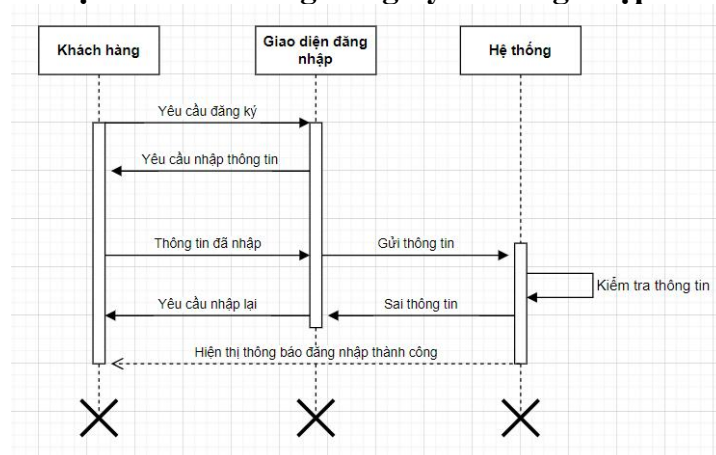 Khách hàng
Giao diện đăng
nhập
Hệ thống
Yêu cầu đăng ký
Yêu cầu nhập thông tin
Thông tin đã nhập
Gửi thông tin
Kiểm tra thông tin
Yêu cầu nhập lại
Sai thông tin
Hiện thị thông báo đăng nhập thành công